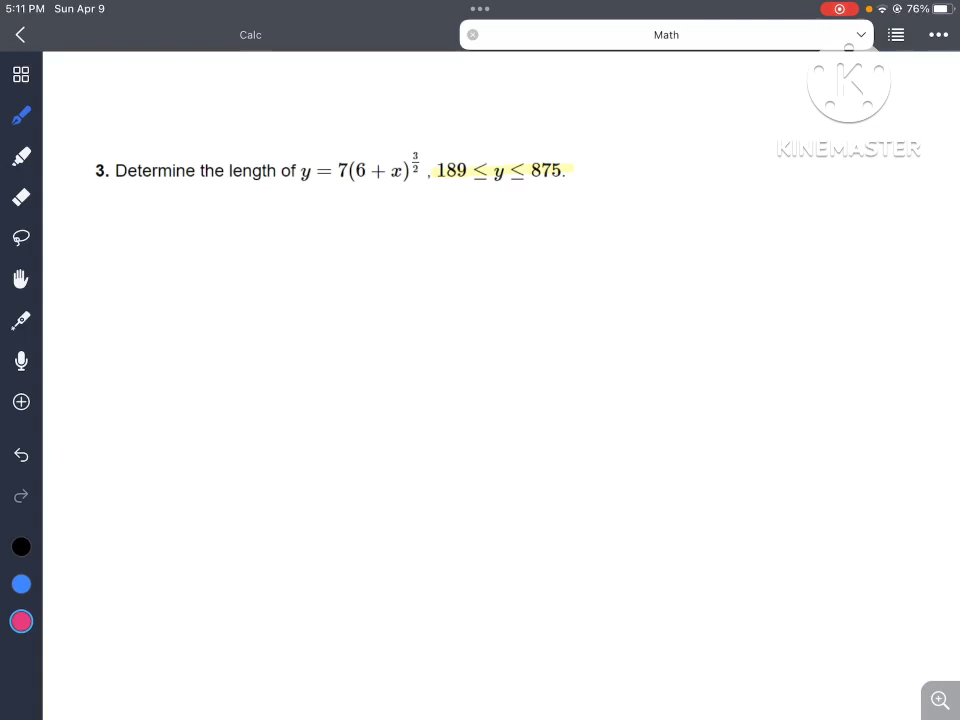 5:11 PM Sun Apr 9 76%
Calc Math
K
KINEMASTER
3. Determine the length of y = 7(6 + x)^{3/2} , 189 ≤ y ≤ 875.